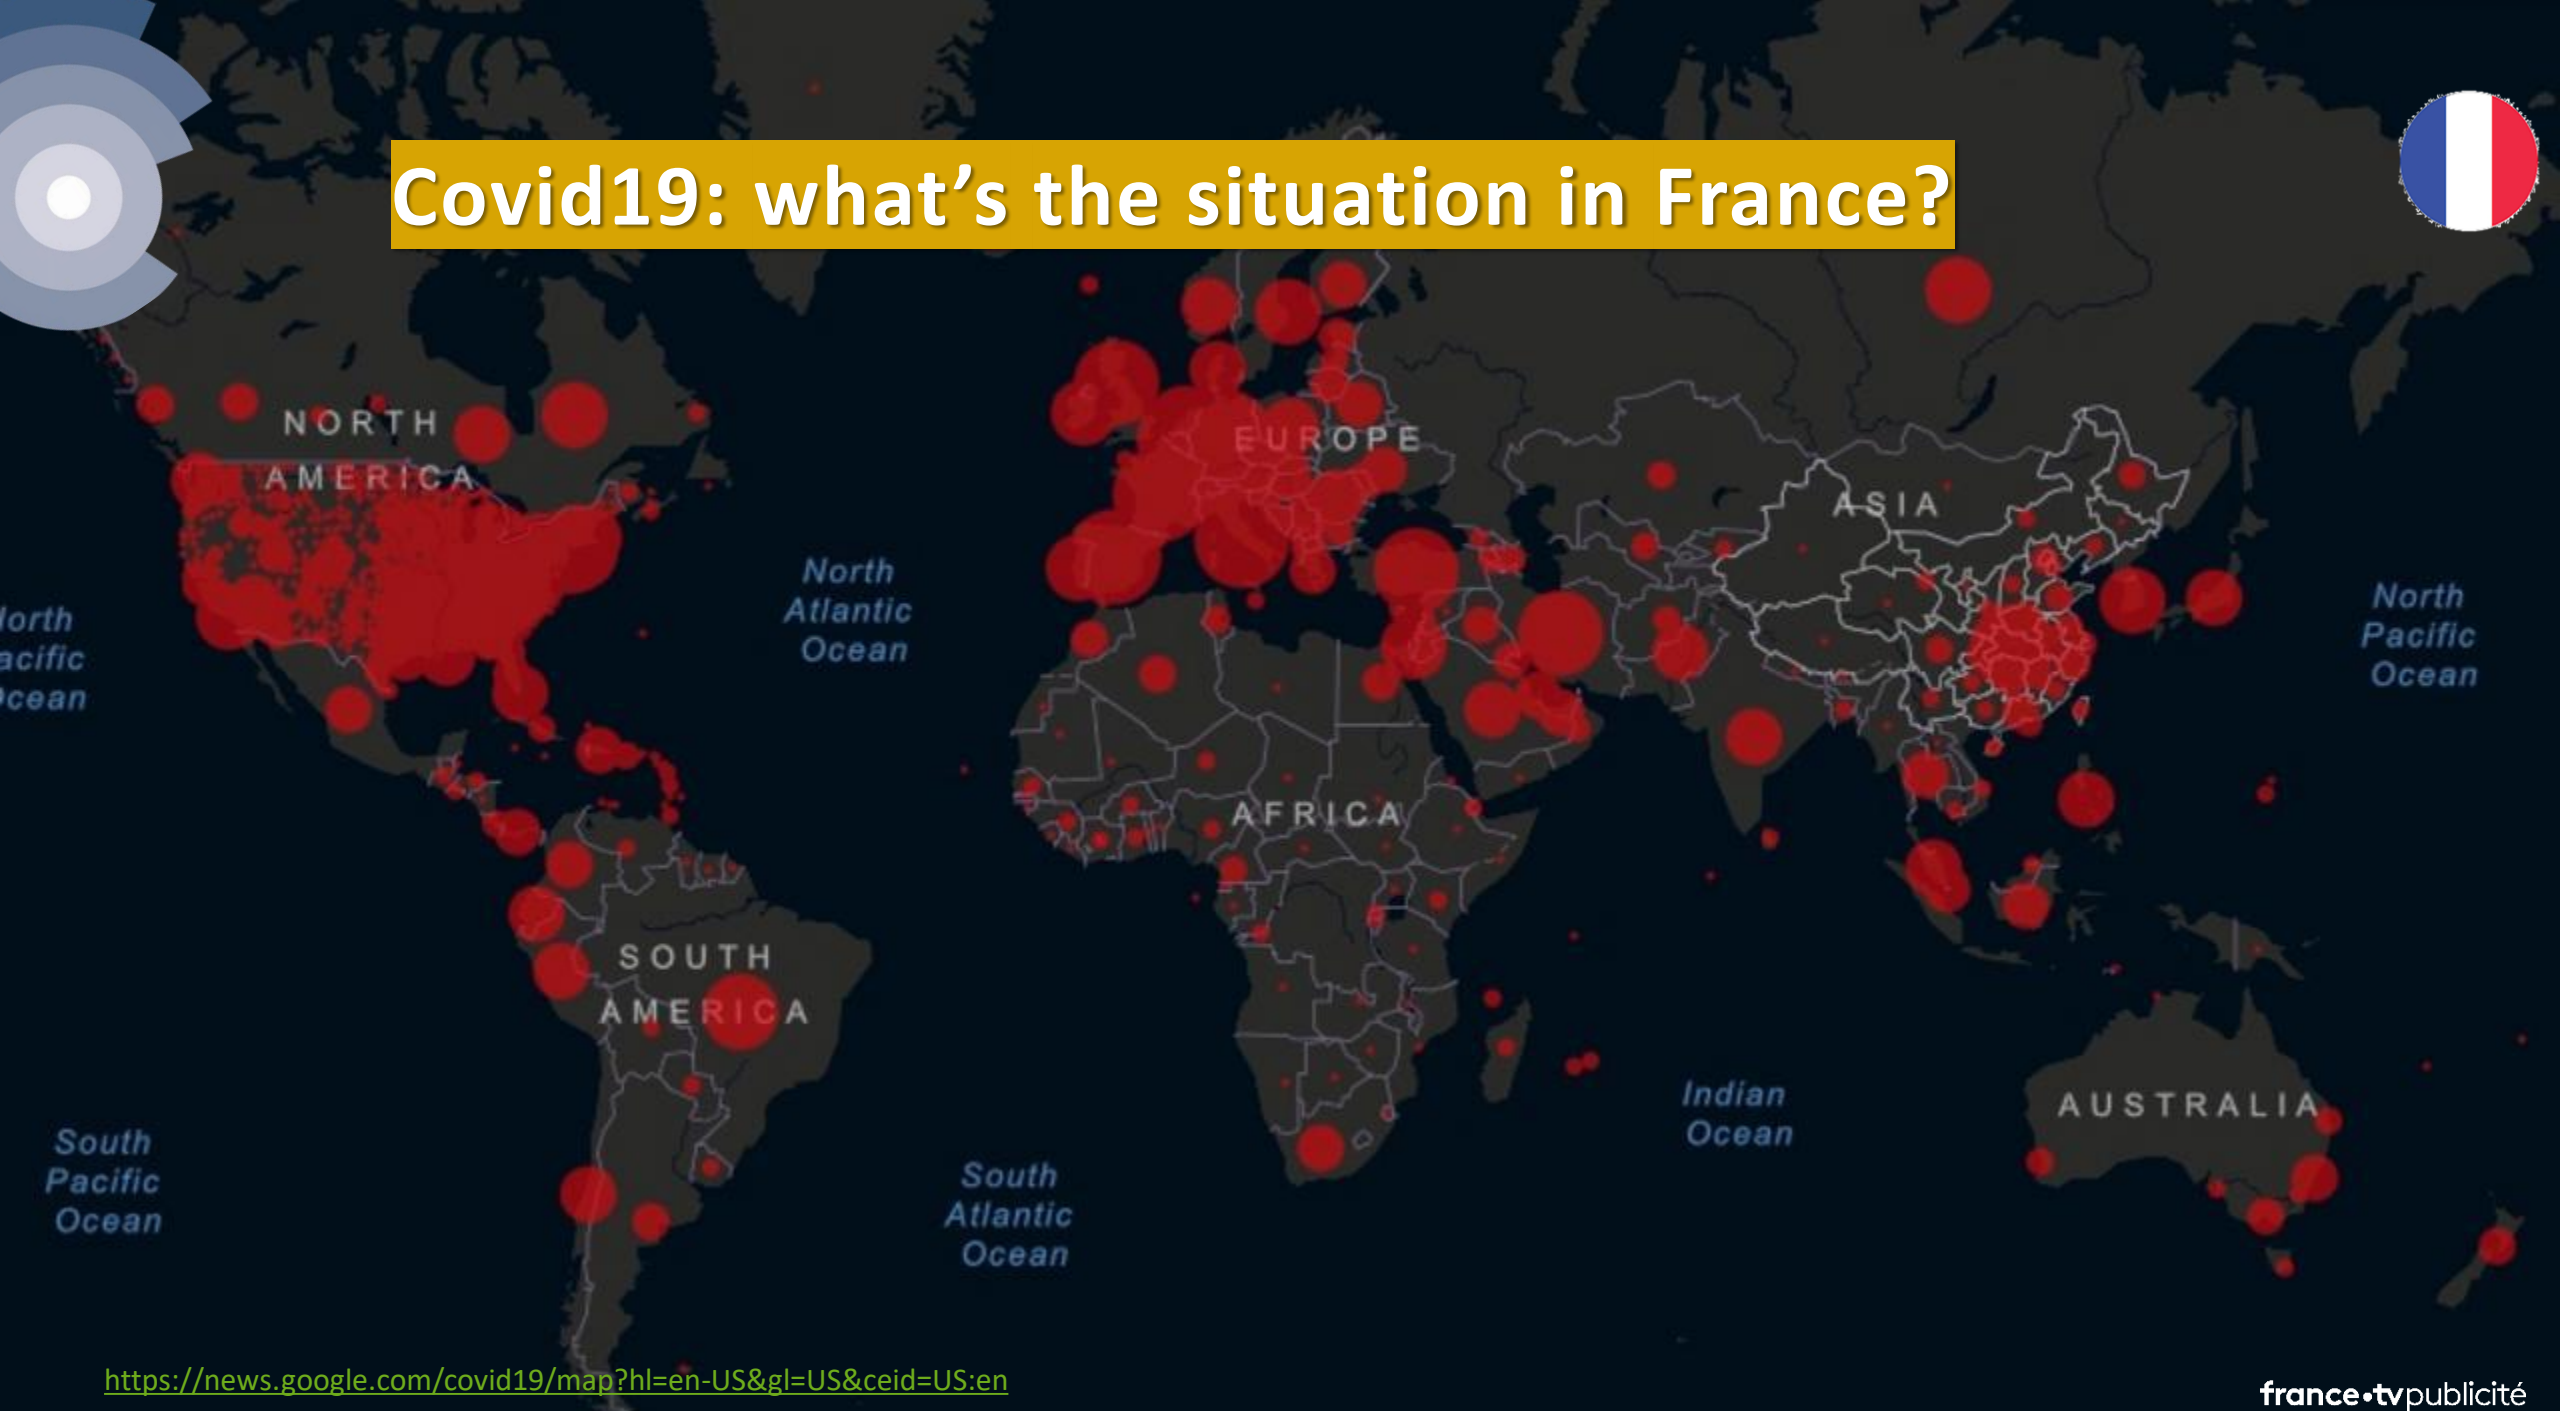 Covid19: what’s the situation in France?
NORTH
AMERICA
EUROPE
ASIA
North
Atlantic
Ocean
orth
acific
cean
North
Pacific
Ocean
AFRICA
SOUTH
AMERICA
Indian
Ocean
AUSTRALIA
South
Pacific
Ocean
South
Atlantic
Ocean
https://news.google.com/covid19/map?hl=en-US&gl=US&ceid=US:en
france•tvpublicité